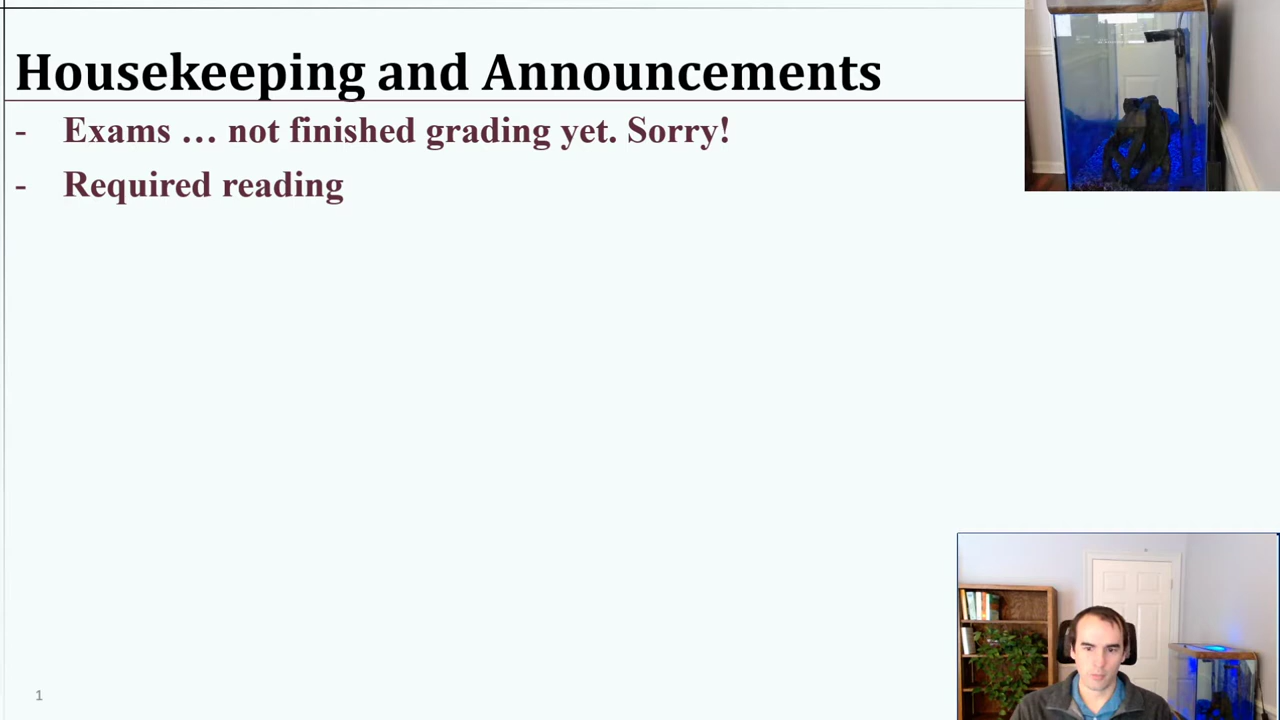 Housekeeping and Announcements
- Exams … not finished grading yet. Sorry!
- Required reading
1